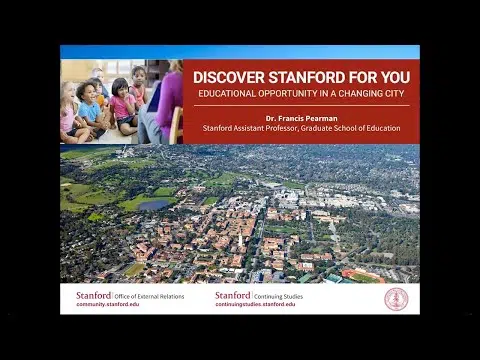 DISCOVER STANFORD FOR YOU
EDUCATIONAL OPPORTUNITY IN A CHANGING CITY
Dr. Francis Pearman
Stanford Assistant Professor, Graduate School of Education
Stanford | Office of External Relations
community.stanford.edu
Stanford | Continuing Studies
continuingstudies.stanford.edu